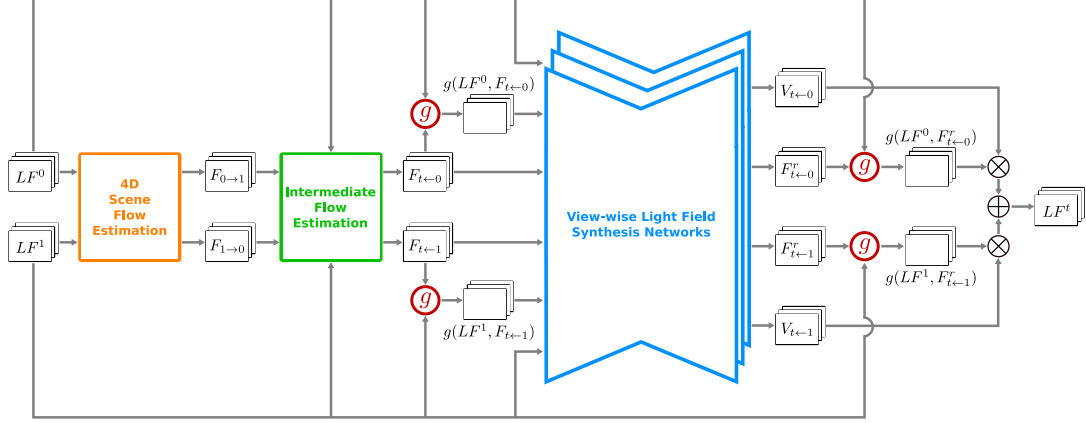 LF^0
LF^1
4D
Scene
Flow
Estimation
F_{0→1}
F_{1→0}
Intermediate
Flow
Estimation
g(LF^0, F_{t←0})
g
F_{t←0}
F_{t←1}
g
g(LF^1, F_{t←1})
View-wise Light Field
Synthesis Networks
V_{t←0}
F^r_{t←0}
F^r_{t←1}
V_{t←1}
g
g(LF^0, F^r_{t←0})
g
g(LF^1, F^r_{t←1})
LF^t